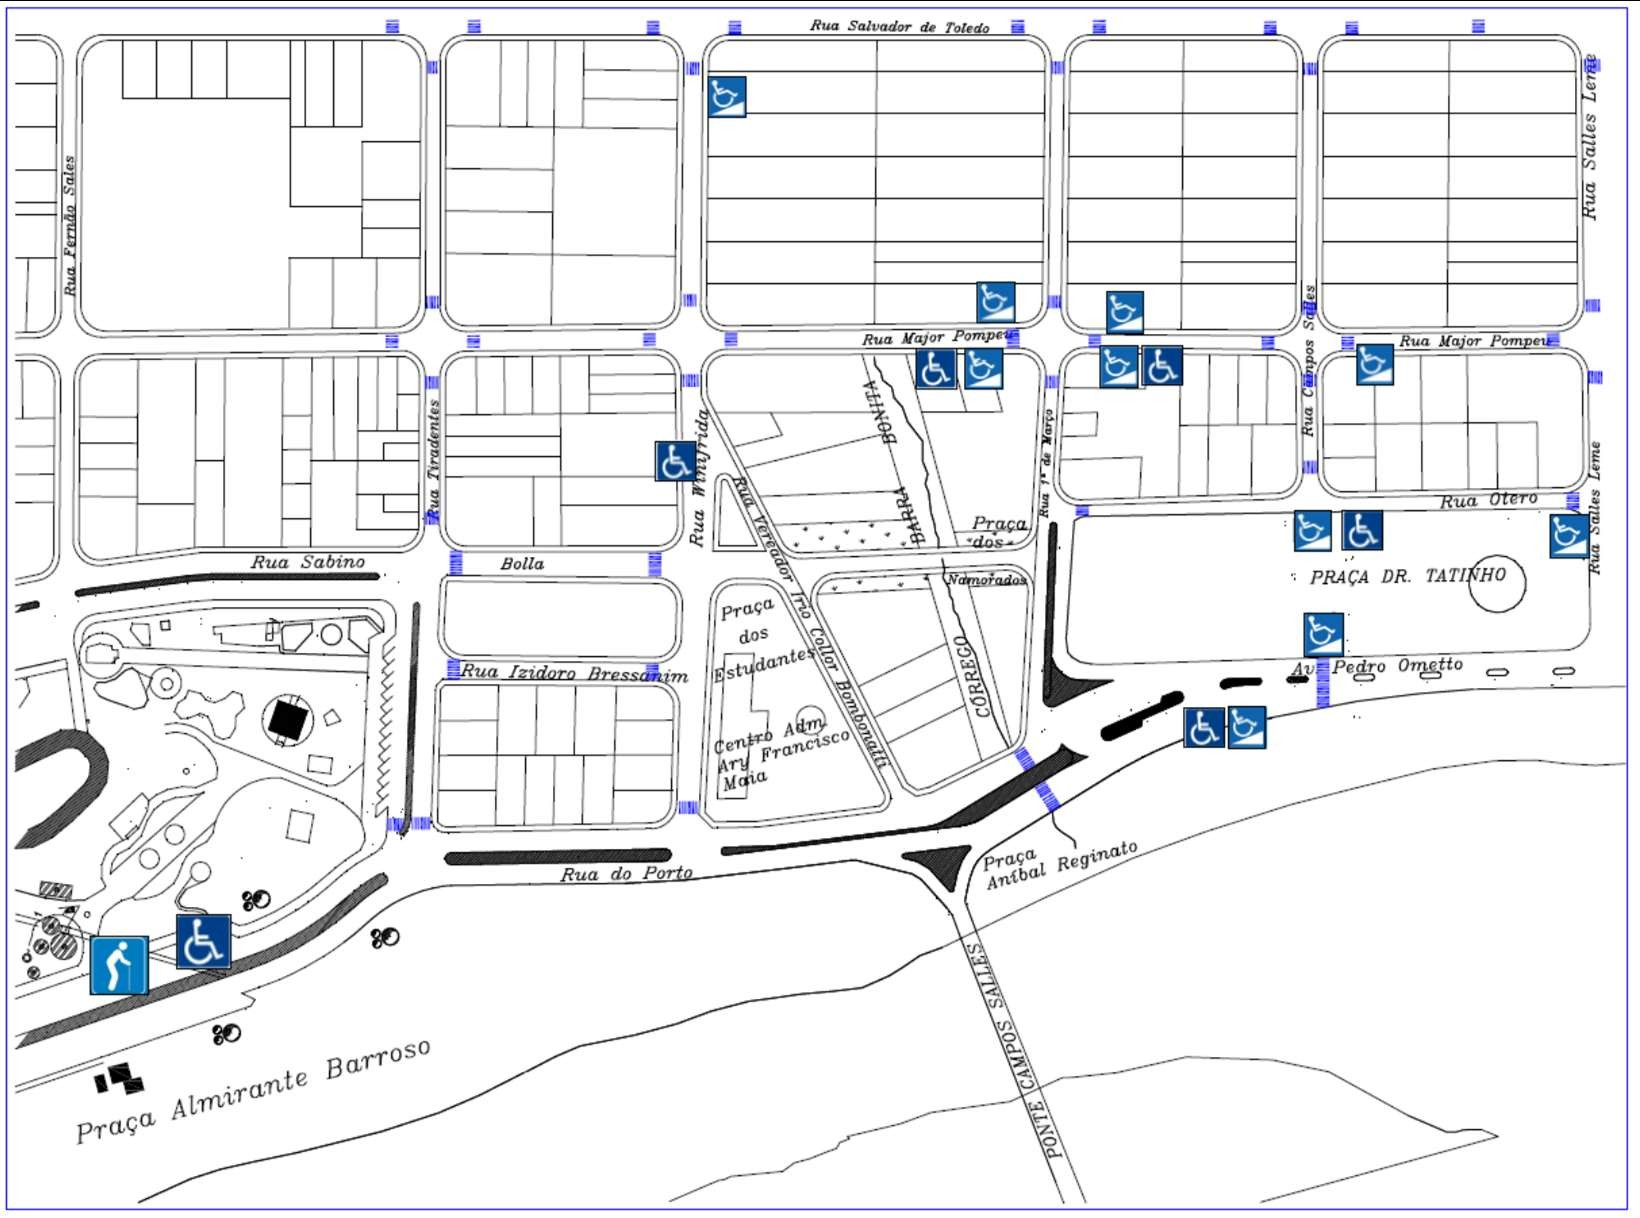 Rua Salvador de Toledo
Rua Salles Leme
Rua Fernão Sales
Rua Major Pompeu
Rua Major Pompeu
Rua Campos Salles
Rua Tiradentes
Rua Winifrida
Rua 1º de Março
BARRA BONITA
CÓRREGO
Rua Vereador Irio Collor Bombonatti
Rua Otero
Rua Salles Leme
Praça
dos
Namorados
Rua Sabino
Bolla
PRAÇA DR. TATINHO
Praça
dos
Estudantes
Rua Izidoro Bressanim
Av. Pedro Ometto
Centro Adm.
Ary Francisco
Maia
Praça
Aníbal Reginato
Rua do Porto
PONTE CAMPOS SALLES
Praça Almirante Barroso